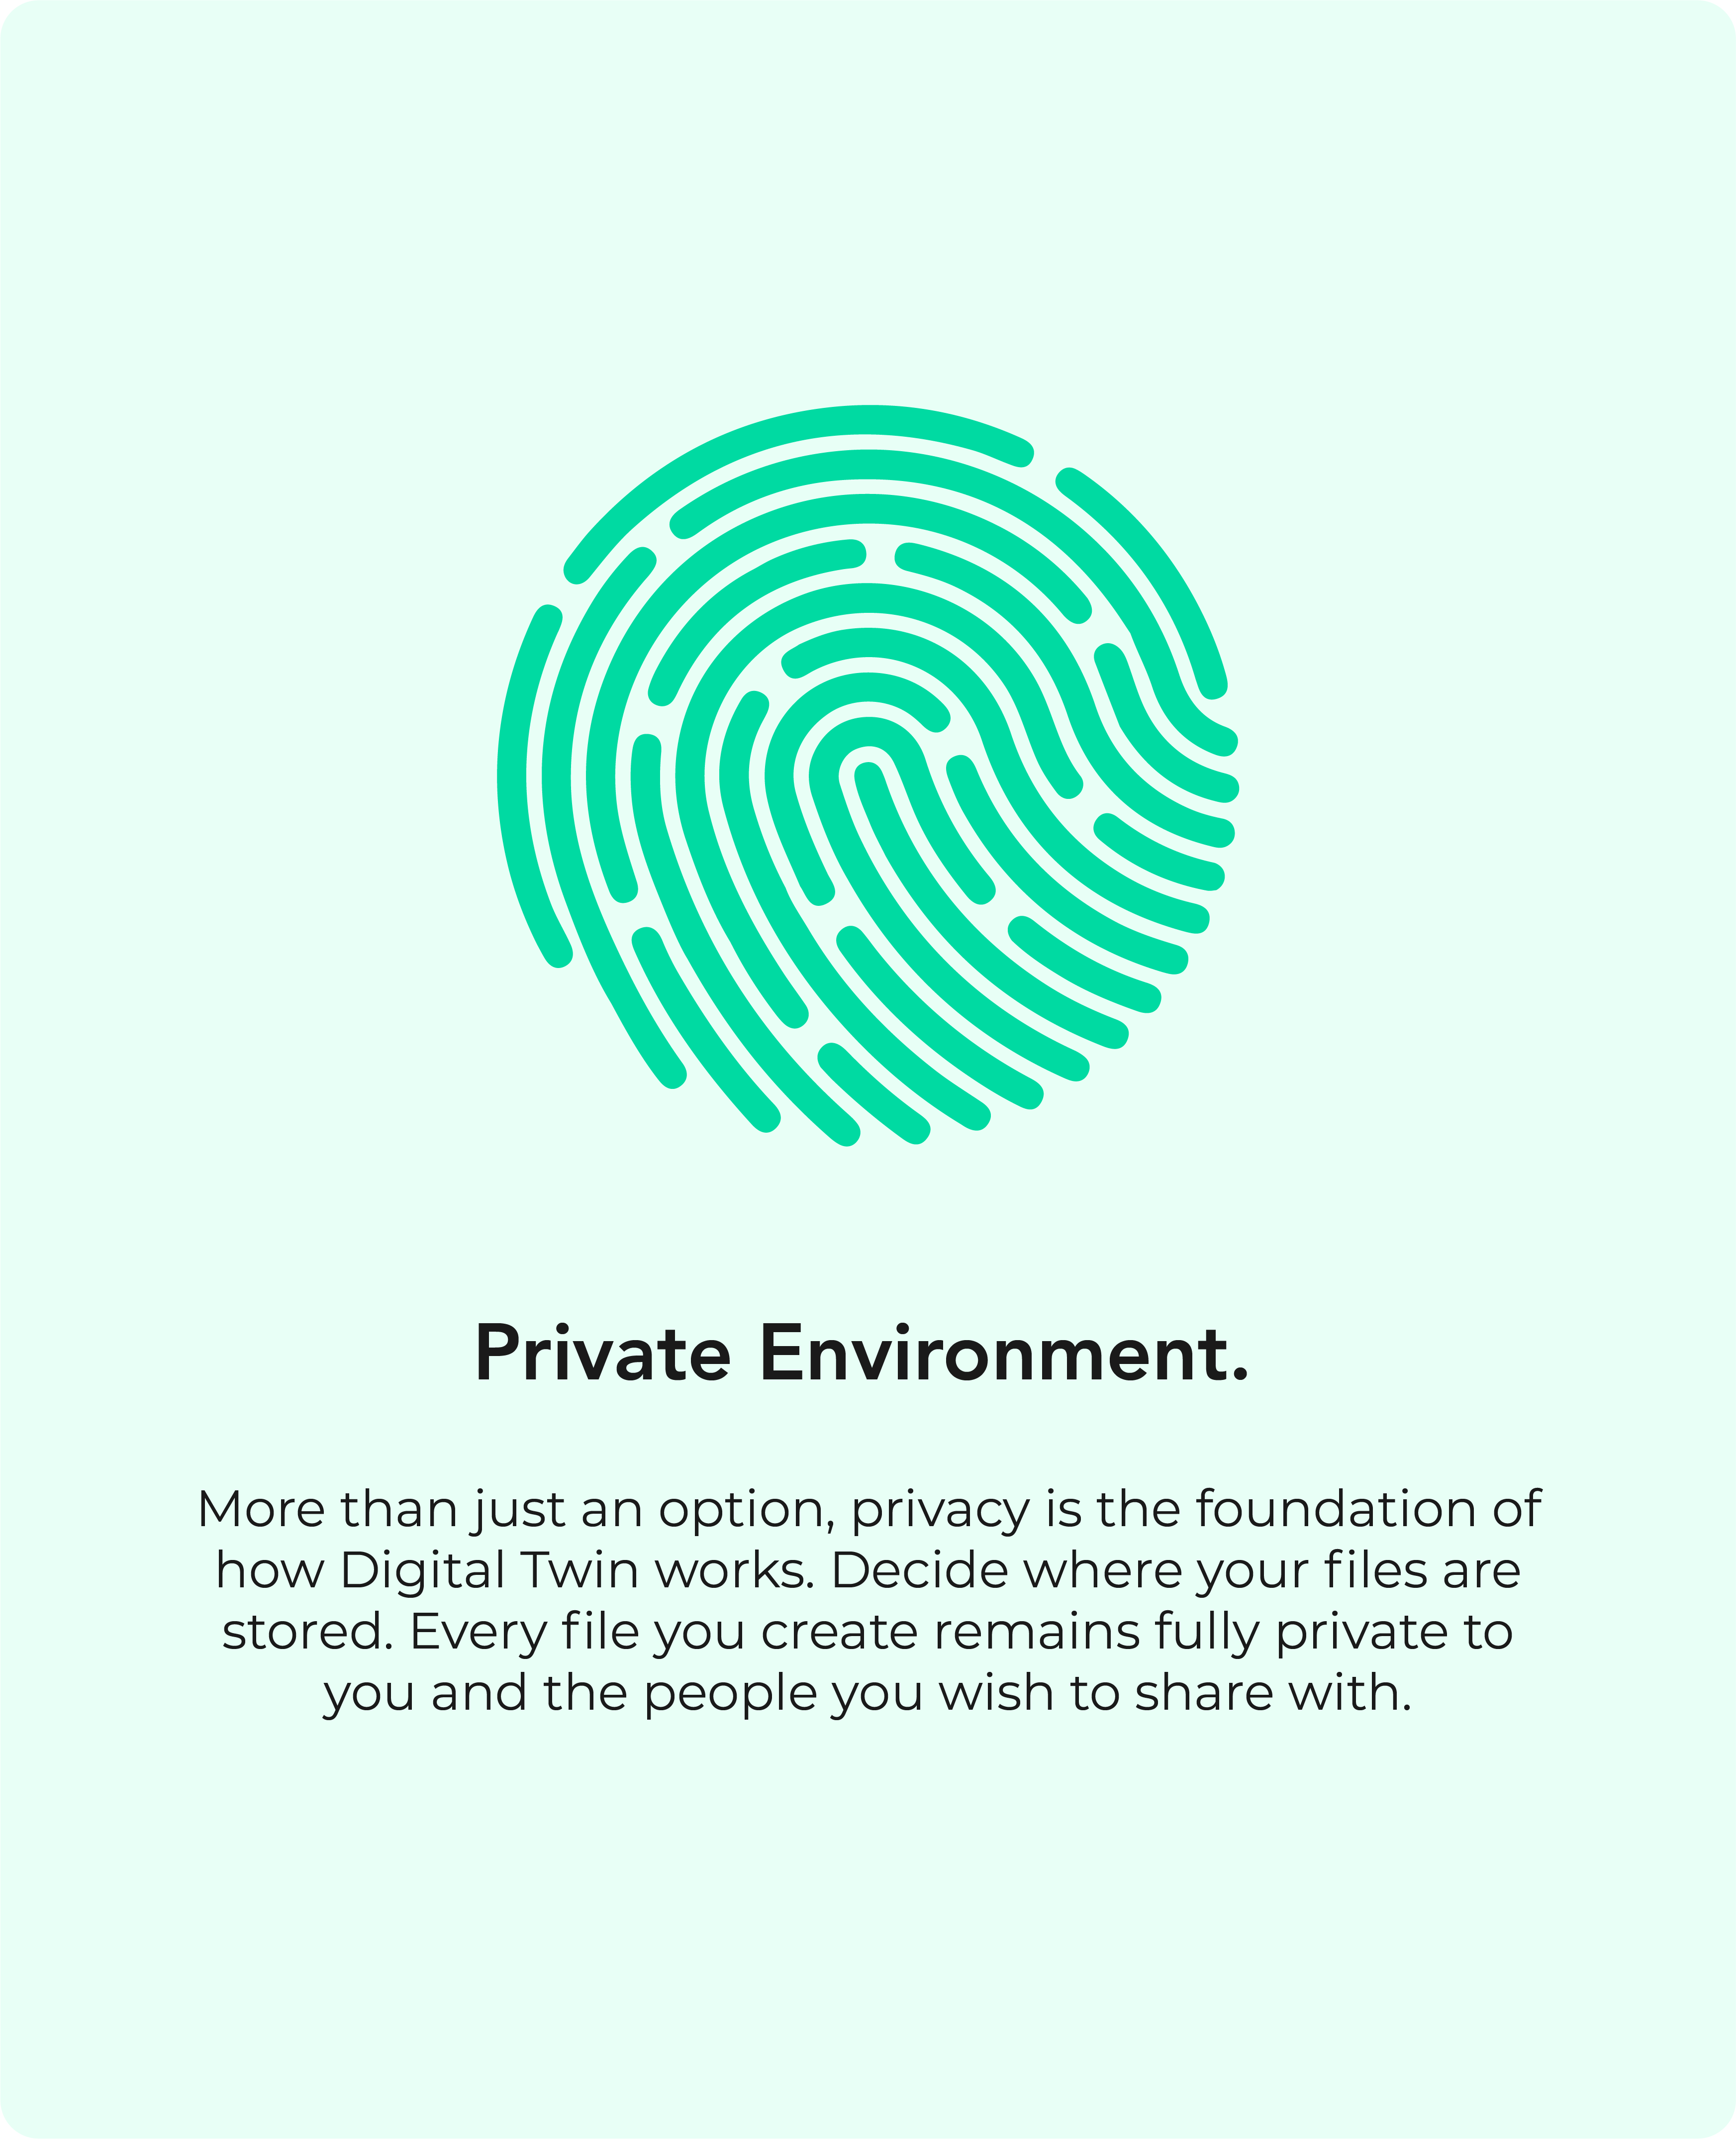 Private Environment.
More than just an option, privacy is the foundation of
how Digital Twin works. Decide where your files are
stored. Every file you create remains fully private to
you and the people you wish to share with.